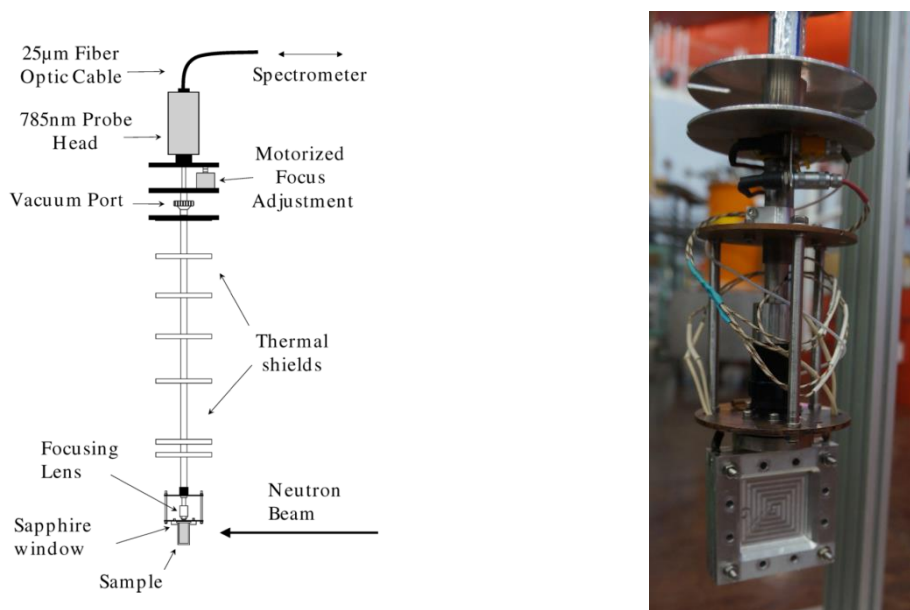 25µm Fiber
Optic Cable
Spectrometer
785nm Probe
Head
Motorized
Focus
Adjustment
Vacuum Port
Thermal
shields
Focusing
Lens
Neutron
Beam
Sapphire
window
Sample